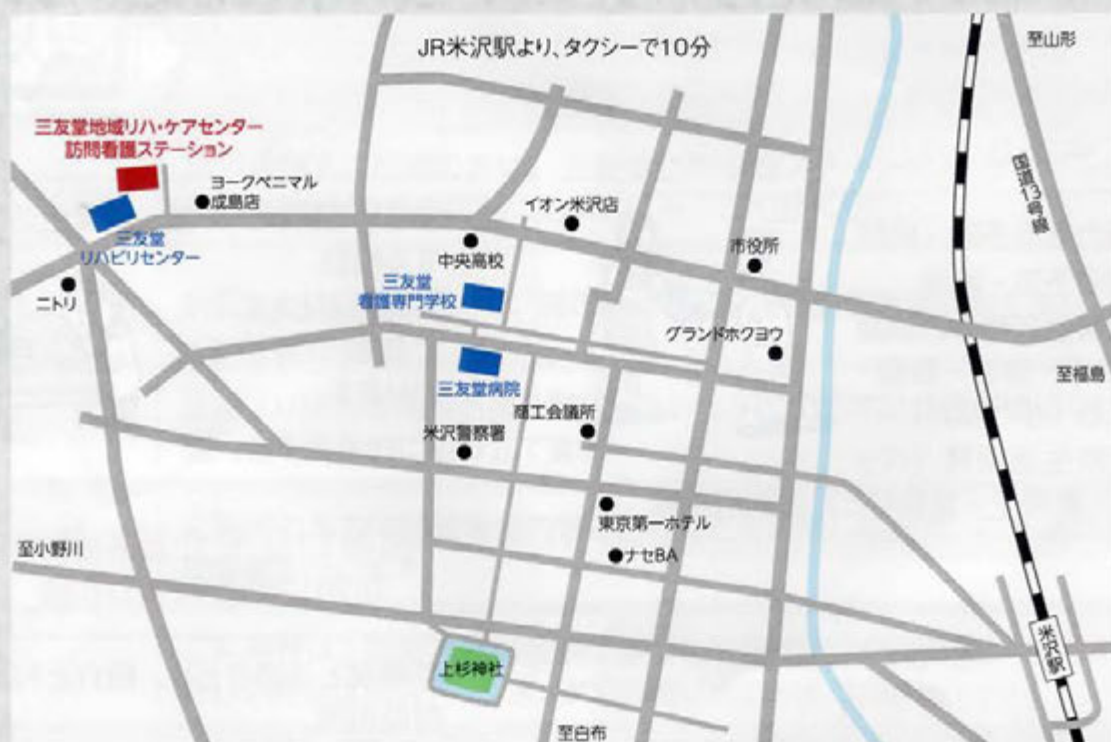 JR米沢駅より、タクシーで10分
至山形
三友堂地域リハ・ケアセンター
訪問看護ステーション
ヨークベニマル
成島店
国道13号線
イオン米沢店
三友堂
リハビリセンター
中央高校
市役所
ニトリ
三友堂
看護専門学校
グランドホクヨウ
至福島
三友堂病院
商工会議所
米沢警察署
東京第一ホテル
至小野川
ナセBA
米沢駅
上杉神社
至白布